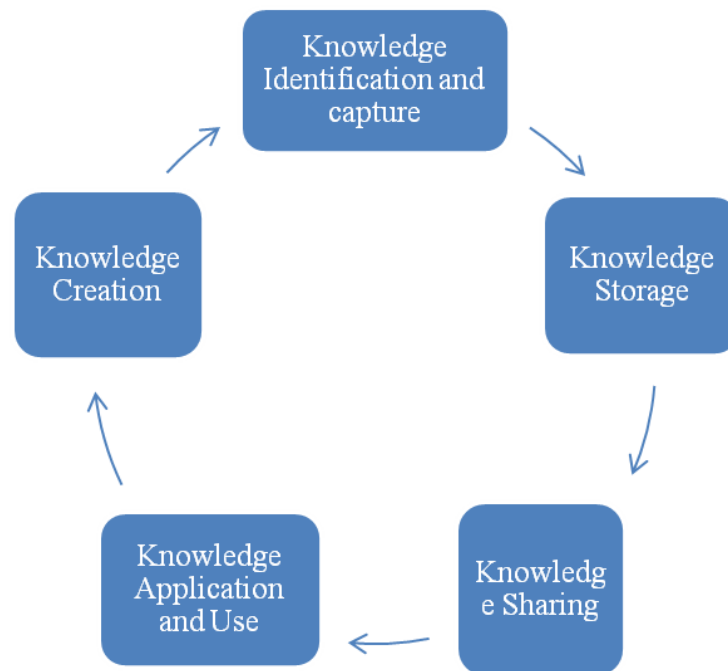 Knowledge
Identification and
capture
Knowledge
Storage
Knowledg
e Sharing
Knowledge
Application
and Use
Knowledge
Creation